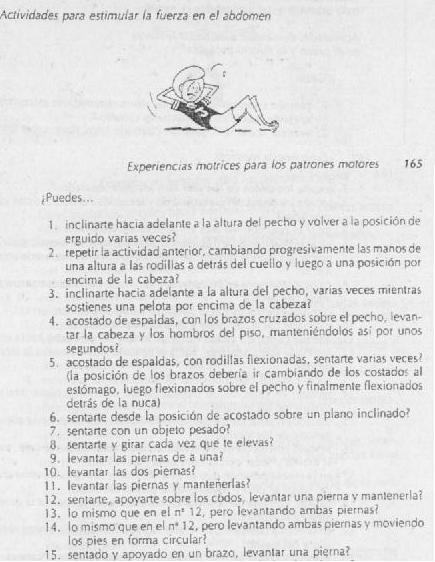 Actividades para estimular la fuerza en el abdomen
Experiencias motrices para los patrones motores 165
¿Puedes...
1. inclinarte hacia adelante a la altura del pecho y volver a la posición de
erguido varias veces?
2. repetir la actividad anterior, cambiando progresivamente las manos de
una altura a las rodillas a detrás del cuello y luego a una posición por
encima de la cabeza?
3. inclinarte hacia adelante a la altura del pecho, varias veces mientras
sostienes una pelota por encima de la cabeza?
4. acostado de espaldas, con los brazos cruzados sobre el pecho, levan-
tar la cabeza y los hombros del piso, manteniéndolos así por unos
segundos?
5. acostado de espaldas, con rodillas flexionadas, sentarte varias veces?
(la posición de los brazos debería ir cambiando de los costados al
estómago, luego flexionados sobre el pecho y finalmente flexionados
detrás de la nuca)
6. sentarte desde la posición de acostado sobre un plano inclinado?
7. sentarte con un objeto pesado?
8. sentarte y girar cada vez que te elevas?
9. levantar las piernas de a una?
10. levantar las dos piernas?
11. levantar las piernas y mantenerlas?
12. sentarte, apoyarte sobre los codos, levantar una pierna y mantenerla?
13. lo mismo que en el nº 12, pero levantando ambas piernas?
14. lo mismo que en el nº 12, pero levantando ambas piernas y moviendo
los pies en forma circular?
15. sentado y apoyado en un brazo, levantar una pierna?